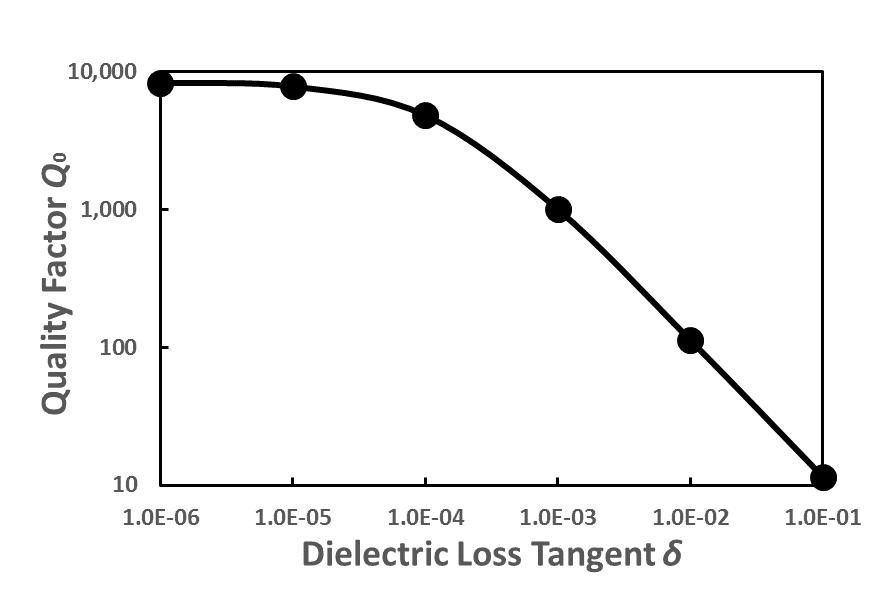 10,000
1,000
100
10
Quality Factor Q₀
1.0E-06 1.0E-05 1.0E-04 1.0E-03 1.0E-02 1.0E-01
Dielectric Loss Tangent δ